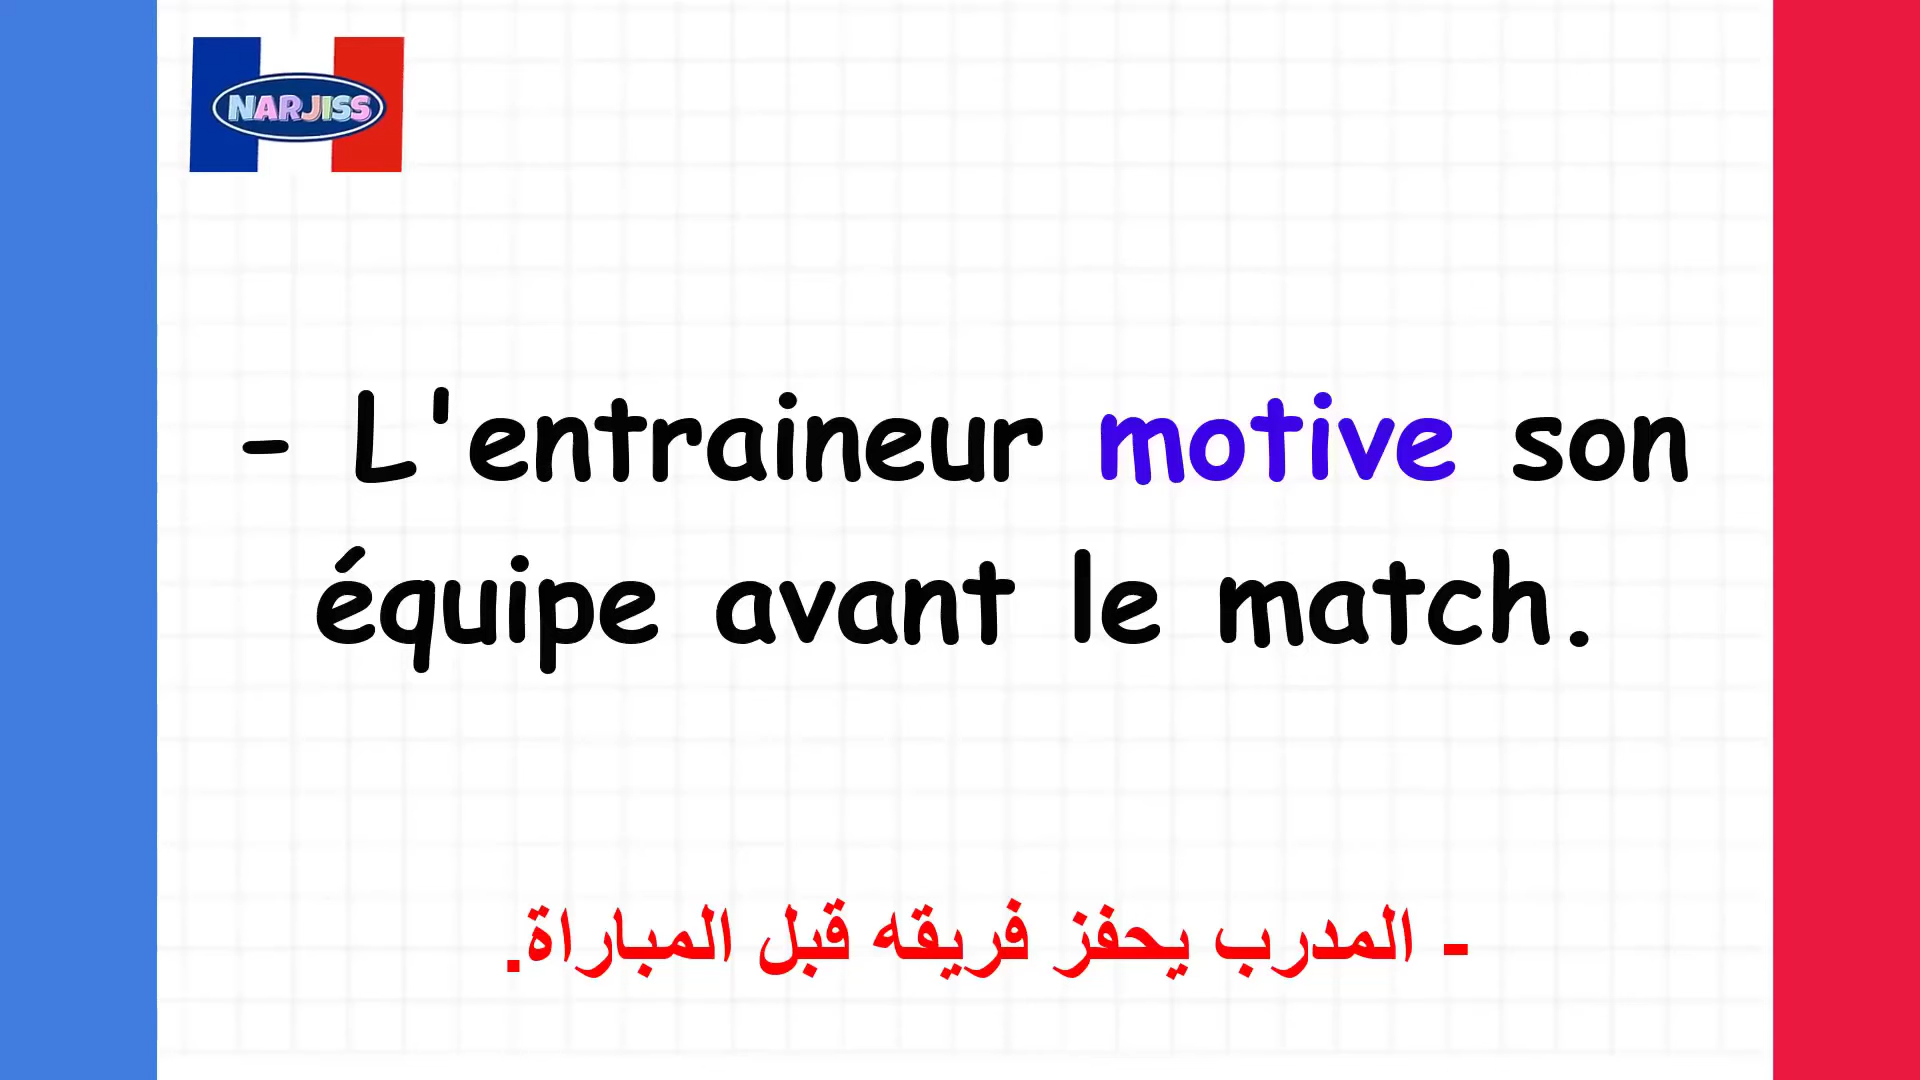 NARJISS
- L'entraineur motive son
équipe avant le match.
- المدرب يحفز فريقه قبل المباراة.